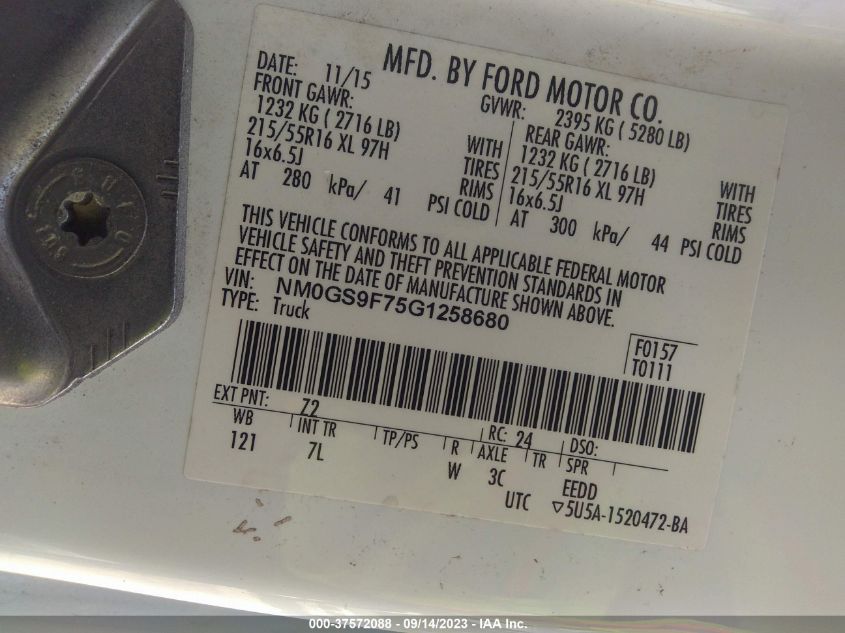 MFD. BY FORD MOTOR CO.
DATE: 11/15 GVWR: 2395 KG ( 5280 LB)
FRONT GAWR: REAR GAWR:
1232 KG ( 2716 LB) WITH 1232 KG ( 2716 LB) WITH
215/55R16 XL 97H TIRES 215/55R16 XL 97H TIRES
16x6.5J RIMS 16x6.5J RIMS
AT 280 kPa/ 41 PSI COLD AT 300 kPa/ 44 PSI COLD
THIS VEHICLE CONFORMS TO ALL APPLICABLE FEDERAL MOTOR
VEHICLE SAFETY AND THEFT PREVENTION STANDARDS IN
EFFECT ON THE DATE OF MANUFACTURE SHOWN ABOVE.
VIN: NM0GS9F75G1258680
TYPE: Truck
F0157
T0111
EXT PNT: Z2 RC: 24 DSO:
WB INT TR TP/PS R AXLE TR SPR
121 7L W 3C EEDD
UTC ▽5U5A-1520472-BA
000-37572088 - 09/14/2023 - IAA Inc.